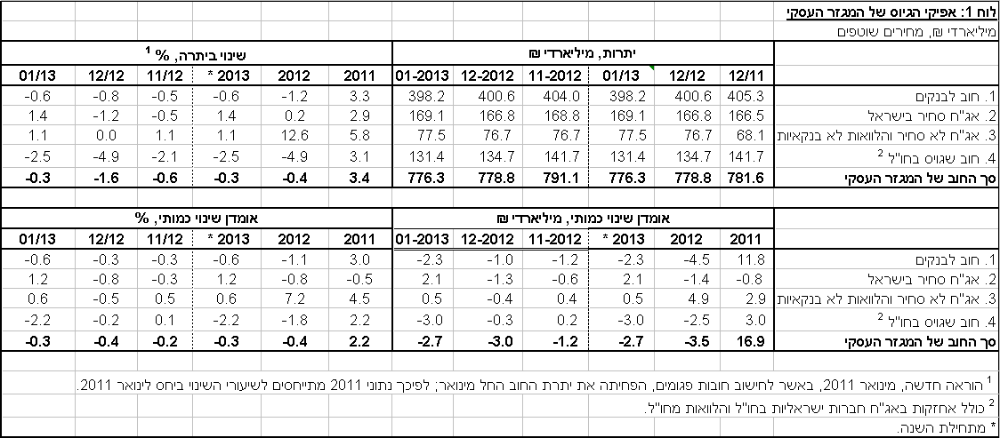 לוח 1: אפיקי הגיוס של המגזר העסקי
מיליארדי ₪, מחירים שוטפים
יתרות, מיליארדי ₪ שינוי ביתרה, % 1
12/11 12/12 01/13 11-2012 12-2012 01-2013 2011 2012 2013 * 11/12 12/12 01/13
1. חוב לבנקים 405.3 400.6 398.2 404.0 400.6 398.2 3.3 -1.2 -0.6 -0.5 -0.8 -0.6
2. אג"ח סחיר בישראל 166.5 166.8 169.1 168.8 166.8 169.1 2.9 0.2 1.4 -0.5 -1.2 1.4
3. אג"ח לא סחיר והלוואות לא בנקאיות 68.1 76.7 77.5 76.7 76.7 77.5 5.8 12.6 1.1 1.1 0.0 1.1
4. חוב שגויס בחו"ל 2 141.7 134.7 131.4 141.7 134.7 131.4 3.1 -4.9 -2.5 -2.1 -4.9 -2.5
סך החוב של המגזר העסקי 781.6 778.8 776.3 791.1 778.8 776.3 3.4 -0.4 -0.3 -0.6 -1.6 -0.3
אומדן שינוי כמותי, מיליארדי ₪ אומדן שינוי כמותי, %
2011 2012 2013 * 11-2012 12-2012 01-2013 2011 2012 2013 * 11/12 12/12 01/13
1. חוב לבנקים 11.8 -4.5 -2.3 -1.2 -1.0 -2.3 3.0 -1.1 -0.6 -0.3 -0.3 -0.6
2. אג"ח סחיר בישראל -0.8 -1.4 2.1 -0.6 -1.3 2.1 -0.5 -0.8 1.2 -0.3 -0.8 1.2
3. אג"ח לא סחיר והלוואות לא בנקאיות 2.9 4.9 0.5 0.4 -0.4 0.5 4.5 7.2 0.6 0.5 -0.5 0.6
4. חוב שגויס בחו"ל 2 3.0 -2.5 -3.0 0.2 -0.3 -3.0 2.2 -1.8 -2.2 0.1 -0.2 -2.2
סך החוב של המגזר העסקי 16.9 -3.5 -2.7 -1.2 -3.0 -2.7 2.2 -0.4 -0.3 -0.2 -0.4 -0.3
1 הוראה חדשה, מינואר 2011, באשר לחישוב חובות פגומים, הפחיתה את יתרת החוב החל מינואר; לפיכך נתוני 2011 מתייחסים לשיעורי השינוי ביחס לינואר 2011.
2 כולל אחזקות באג"ח חברות ישראליות בחו"ל והלוואות מחו"ל.
* מתחילת השנה.